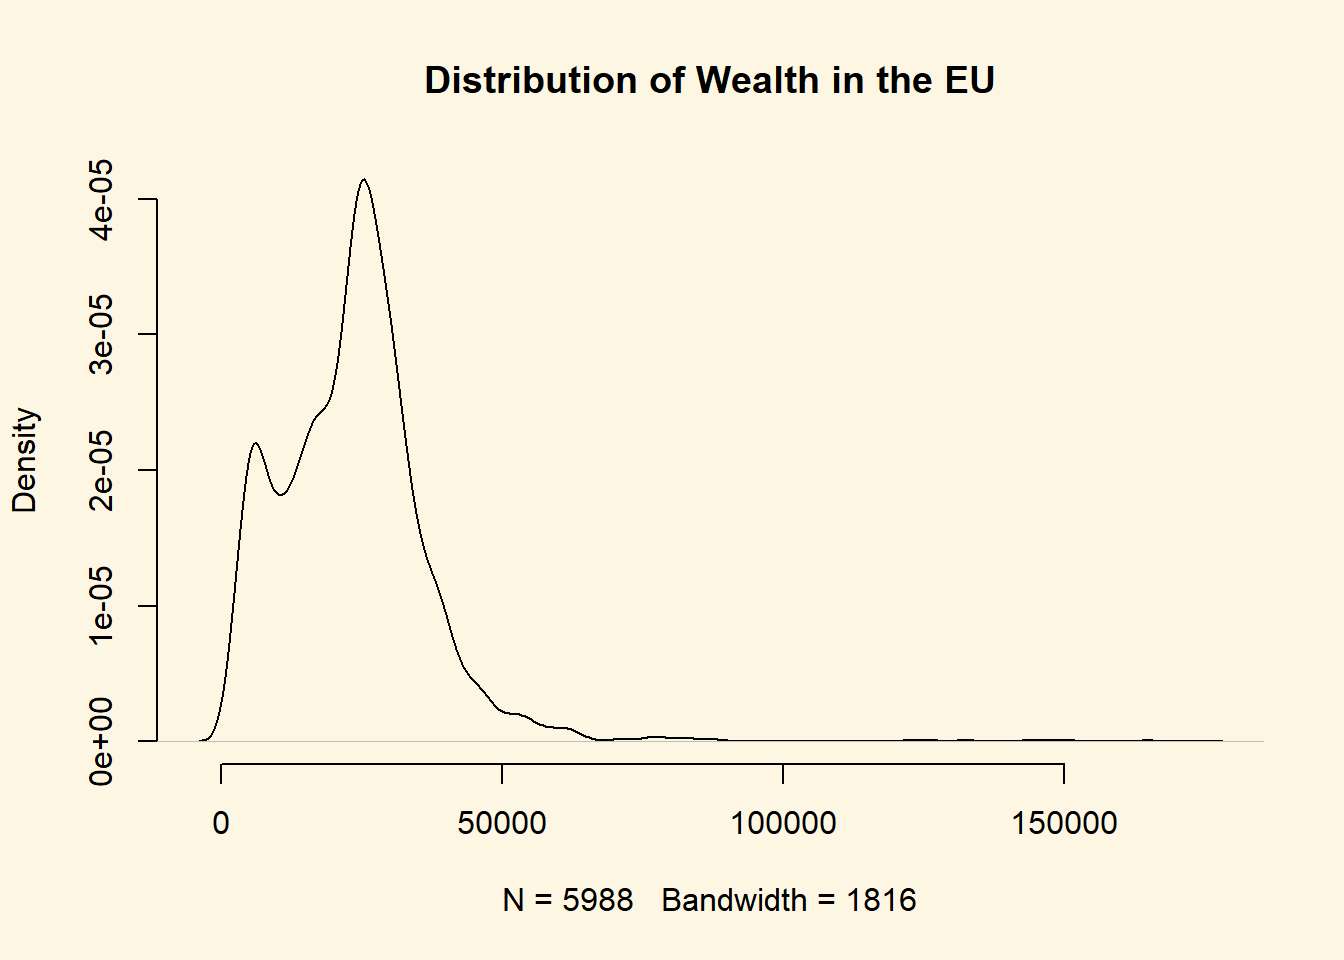 Distribution of Wealth in the EU
Density
4e-05
3e-05
2e-05
1e-05
0e+00
0 50000 100000 150000
N = 5988 Bandwidth = 1816